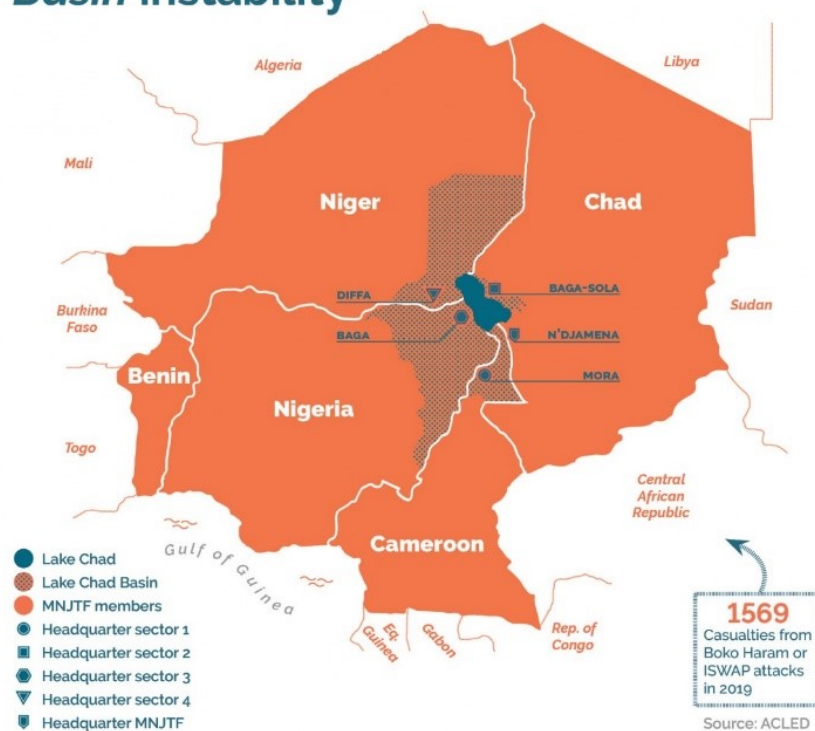 Basin instability
Algeria
Libya
Mali
Niger
Chad
DIFFA
BAGA-SOLA
Burkina
Faso
Sudan
BAGA
N'DJAMENA
Benin
MORA
Nigeria
Togo
Central
African
Republic
Cameroon
Gulf of Guinea
Eq.
Guinea
Gabon
Rep. of
Congo
Lake Chad
Lake Chad Basin
MNJTF members
Headquarter sector 1
Headquarter sector 2
Headquarter sector 3
Headquarter sector 4
Headquarter MNJTF
1569
Casualties from
Boko Haram or
ISWAP attacks
in 2019
Source: ACLED